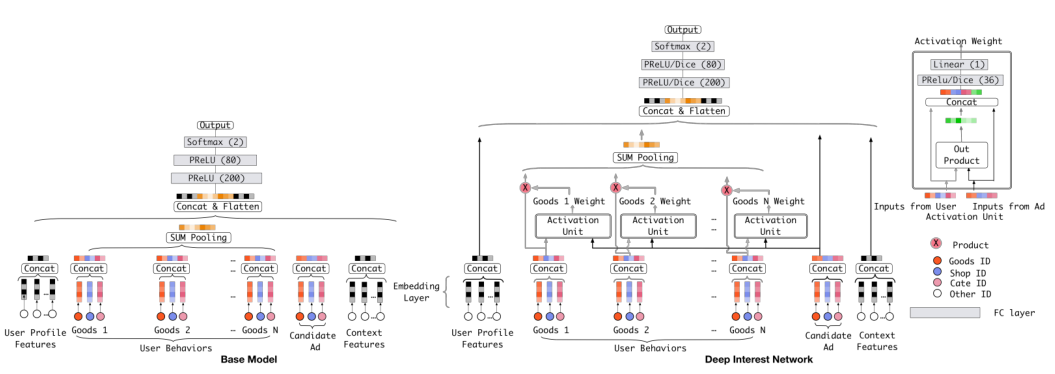 Output
Softmax (2)
PReLU (80)
PReLU (200)
Concat & Flatten
SUM Pooling
Concat Concat Concat ... Concat Concat Concat
... ... ... ...
User Profile
Features
Goods 1 Goods 2 ... Goods N
User Behaviors
Candidate
Ad
Context
Features
Base Model
Output
Softmax (2)
PReLU/Dice (80)
PReLU/Dice (200)
Concat & Flatten
SUM Pooling
X X X
Goods 1 Weight Goods 2 Weight Goods N Weight
Activation
Unit
Activation
Unit
...
Activation
Unit
Embedding
Layer
Concat Concat Concat ... Concat Concat Concat
... ... ... ...
User Profile
Features
Goods 1 Goods 2 ... Goods N
User Behaviors
Candidate
Ad
Context
Features
Deep Interest Network
Activation Weight
Linear (1)
PRelu/Dice (36)
Concat
Out
Product
Inputs from User Inputs from Ad
Activation Unit
X Product
Goods ID
Shop ID
Cate ID
Other ID
FC layer